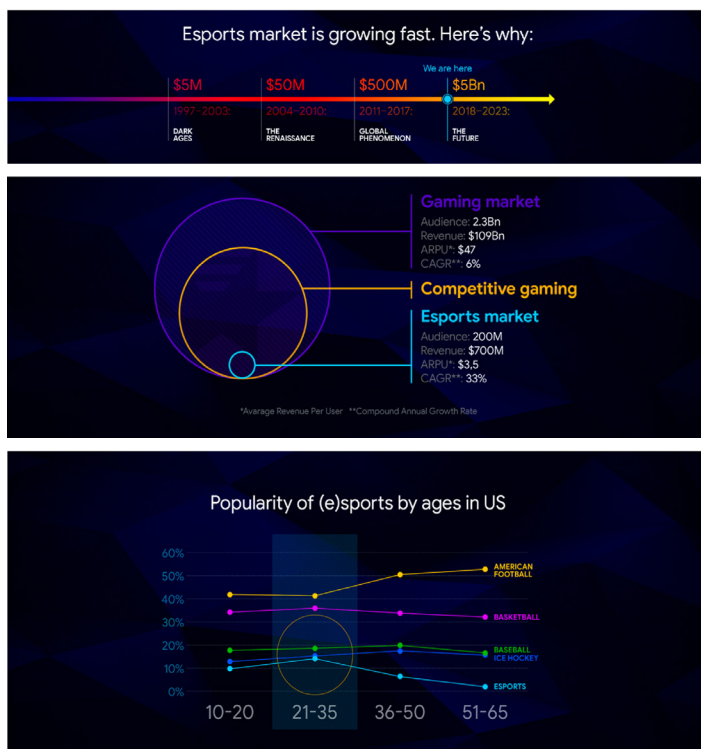 Esports market is growing fast. Here's why:
We are here
$5M $50M $500M $5Bn
1997-2003: 2004-2010: 2011-2017: 2018-2023:
DARK AGES
THE RENAISSANCE
GLOBAL PHENOMENON
THE FUTURE
Gaming market
Audience: 2.3Bn
Revenue: $109Bn
ARPU*: $47
CAGR**: 6%
Competitive gaming
Esports market
Audience: 200M
Revenue: $700M
ARPU*: $3,5
CAGR**: 33%
*Avarage Revenue Per User **Compound Annual Growth Rate
Popularity of (e)sports by ages in US
60%
50%
40%
30%
20%
10%
0%
AMERICAN
FOOTBALL
BASKETBALL
BASEBALL
ICE HOCKEY
ESPORTS
10-20 21-35 36-50 51-65